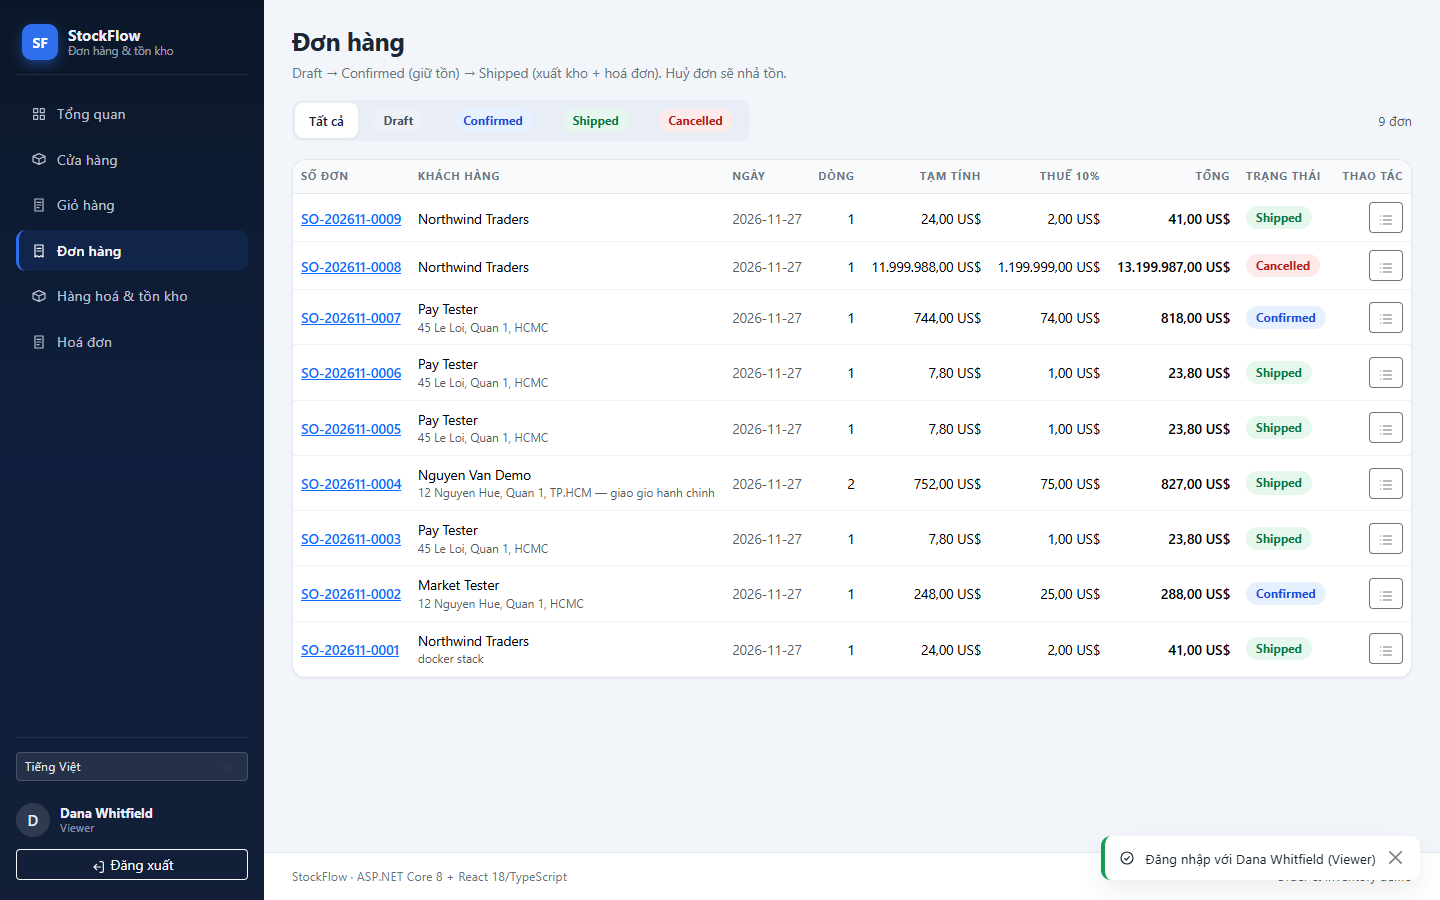 SF
StockFlow
Đơn hàng & tồn kho
Tổng quan
Cửa hàng
Giỏ hàng
Đơn hàng
Hàng hoá & tồn kho
Hoá đơn
Tiếng Việt
D
Dana Whitfield
Viewer
Đăng xuất
Đơn hàng
Draft → Confirmed (giữ tồn) → Shipped (xuất kho + hoá đơn). Huỷ đơn sẽ nhả tồn.
Tất cả Draft Confirmed Shipped Cancelled
9 đơn
SỐ ĐƠN KHÁCH HÀNG NGÀY DÒNG TẠM TÍNH THUẾ 10% TỔNG TRẠNG THÁI THAO TÁC
SO-202611-0009 Northwind Traders 2026-11-27 1 24,00 US$ 2,00 US$ 41,00 US$ Shipped
SO-202611-0008 Northwind Traders 2026-11-27 1 11.999.988,00 US$ 1.199.999,00 US$ 13.199.987,00 US$ Cancelled
SO-202611-0007 Pay Tester 2026-11-27 1 744,00 US$ 74,00 US$ 818,00 US$ Confirmed
45 Le Loi, Quan 1, HCMC
SO-202611-0006 Pay Tester 2026-11-27 1 7,80 US$ 1,00 US$ 23,80 US$ Shipped
45 Le Loi, Quan 1, HCMC
SO-202611-0005 Pay Tester 2026-11-27 1 7,80 US$ 1,00 US$ 23,80 US$ Shipped
45 Le Loi, Quan 1, HCMC
SO-202611-0004 Nguyen Van Demo 2026-11-27 2 752,00 US$ 75,00 US$ 827,00 US$ Shipped
12 Nguyen Hue, Quan 1, TP.HCM — giao gio hanh chinh
SO-202611-0003 Pay Tester 2026-11-27 1 7,80 US$ 1,00 US$ 23,80 US$ Shipped
45 Le Loi, Quan 1, HCMC
SO-202611-0002 Market Tester 2026-11-27 1 248,00 US$ 25,00 US$ 288,00 US$ Confirmed
12 Nguyen Hue, Quan 1, HCMC
SO-202611-0001 Northwind Traders 2026-11-27 1 24,00 US$ 2,00 US$ 41,00 US$ Shipped
docker stack
Đăng nhập với Dana Whitfield (Viewer)
StockFlow · ASP.NET Core 8 + React 18/TypeScript